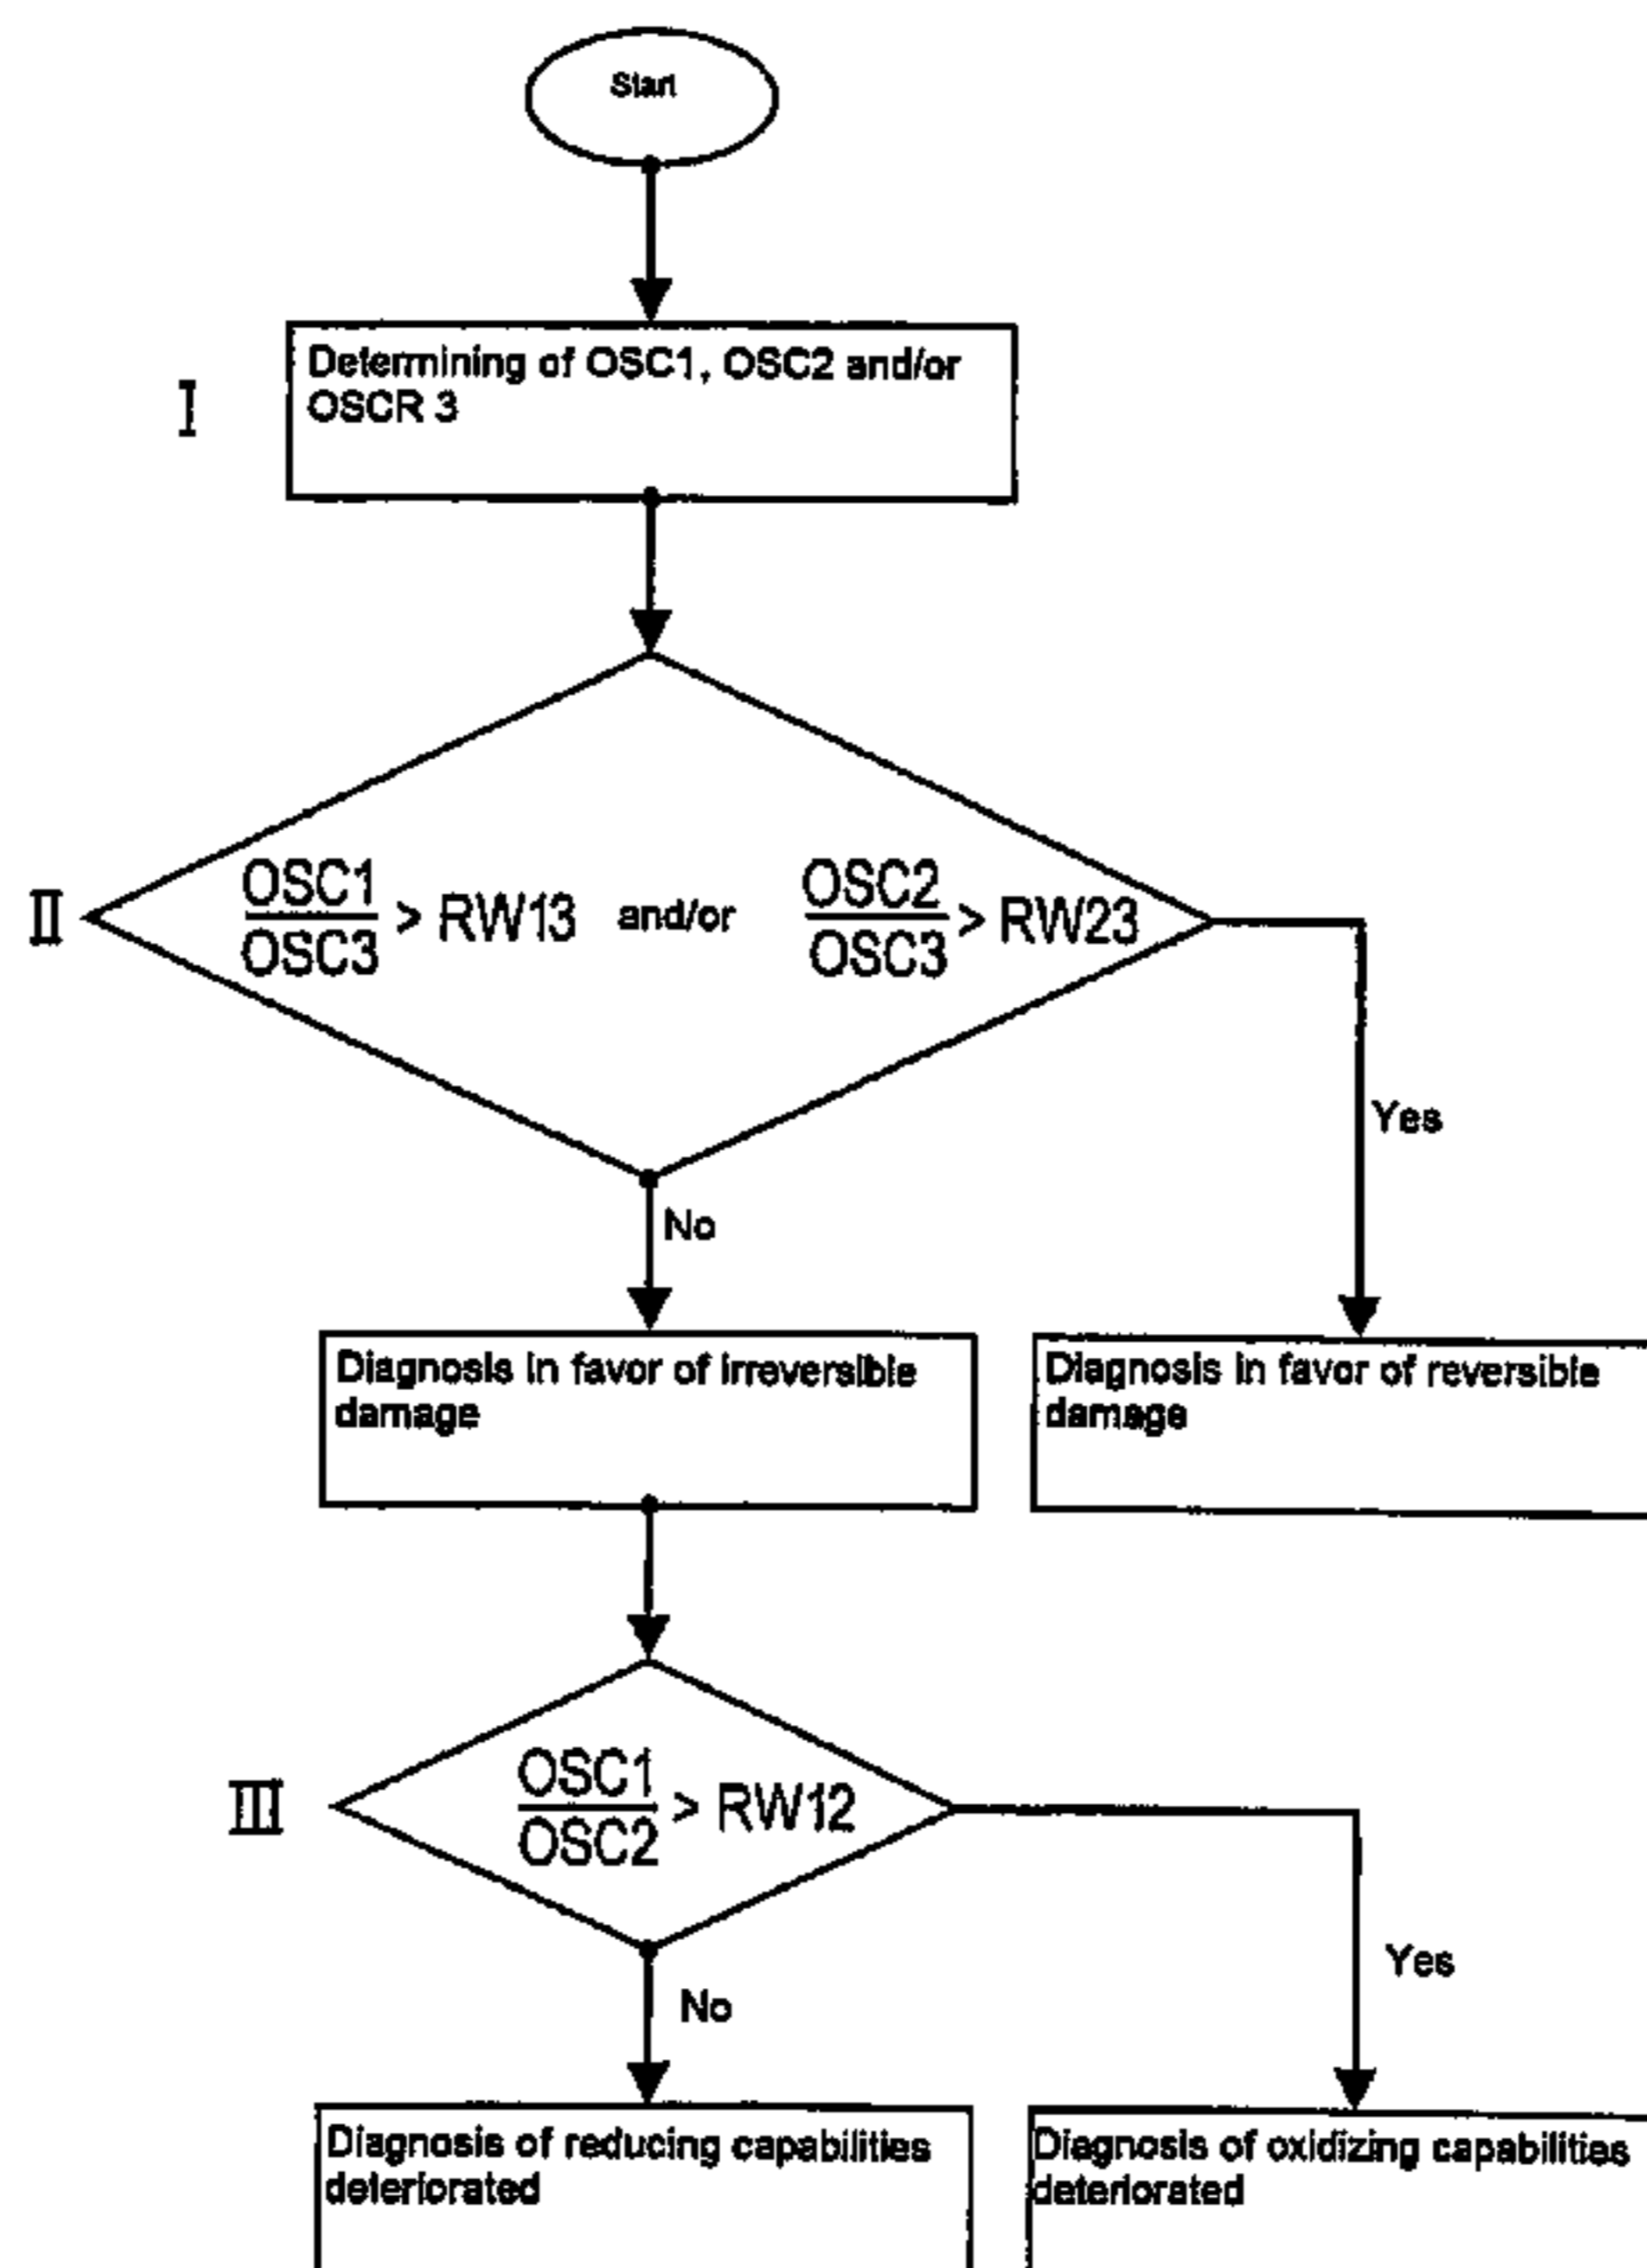 Start
I
Determining of OSC1, OSC2 and/or
OSCR 3
II
OSC1
OSC3
> RW13
and/or
OSC2
OSC3
> RW23
Yes
No
Diagnosis in favor of irreversible
damage
Diagnosis in favor of reversible
damage
III
OSC1
OSC2
> RW12
Yes
No
Diagnosis of reducing capabilities
deteriorated
Diagnosis of oxidizing capabilities
deteriorated